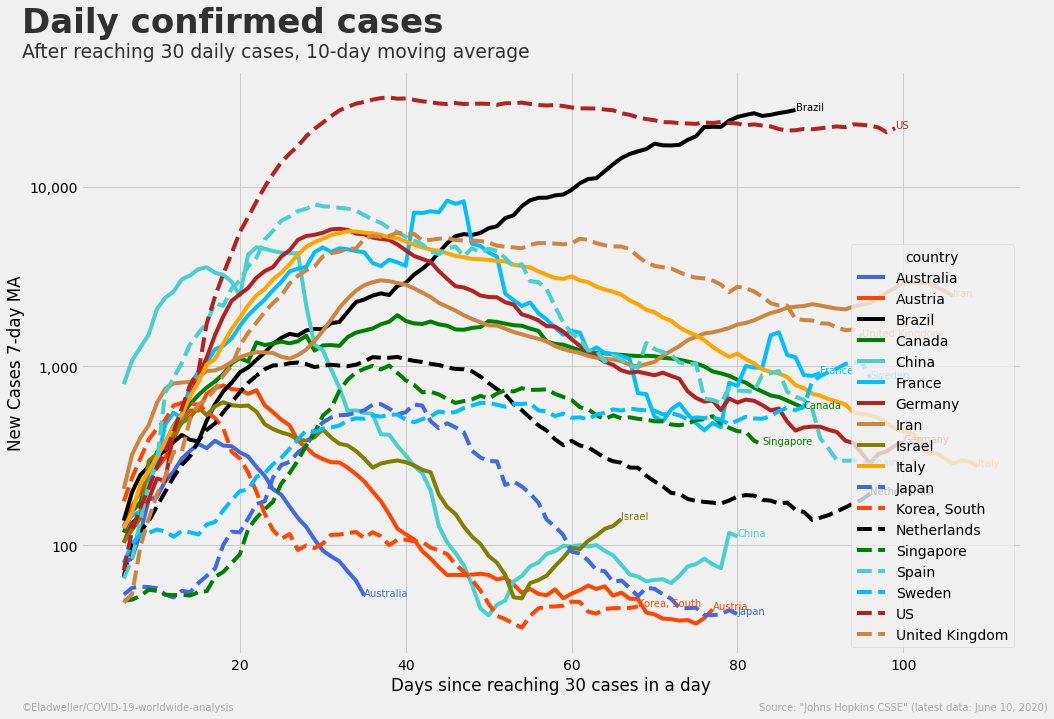 Daily confirmed cases
After reaching 30 daily cases, 10-day moving average
New Cases 7-day MA
10,000
1,000
100
20
40
60
80
100
Days since reaching 30 cases in a day
Brazil
US
Iran
United Kingdom
France
Sweden
Canada
Singapore
Germany
Italy
Netherlands
Israel
China
Australia
Korea, South
Austria
Japan
country
Australia
Austria
Brazil
Canada
China
France
Germany
Iran
Israel
Italy
Japan
Korea, South
Netherlands
Singapore
Spain
Sweden
US
United Kingdom
©Eladweller/COVID-19-worldwide-analysis
Source: "Johns Hopkins CSSE" (latest data: June 10, 2020)